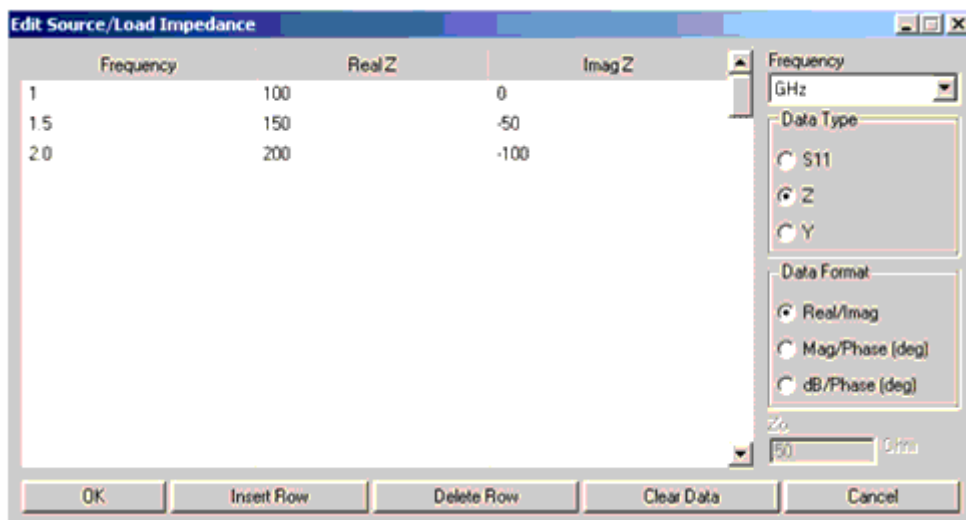 Edit Source/Load Impedance
Frequency Real Z Imag Z
1 100 0
1.5 150 -50
2.0 200 -100
Frequency
GHz
Data Type
S11
Z
Y
Data Format
Real/Imag
Mag/Phase (deg)
dB/Phase (deg)
Zo
50 Ohm
OK Insert Row Delete Row Clear Data Cancel